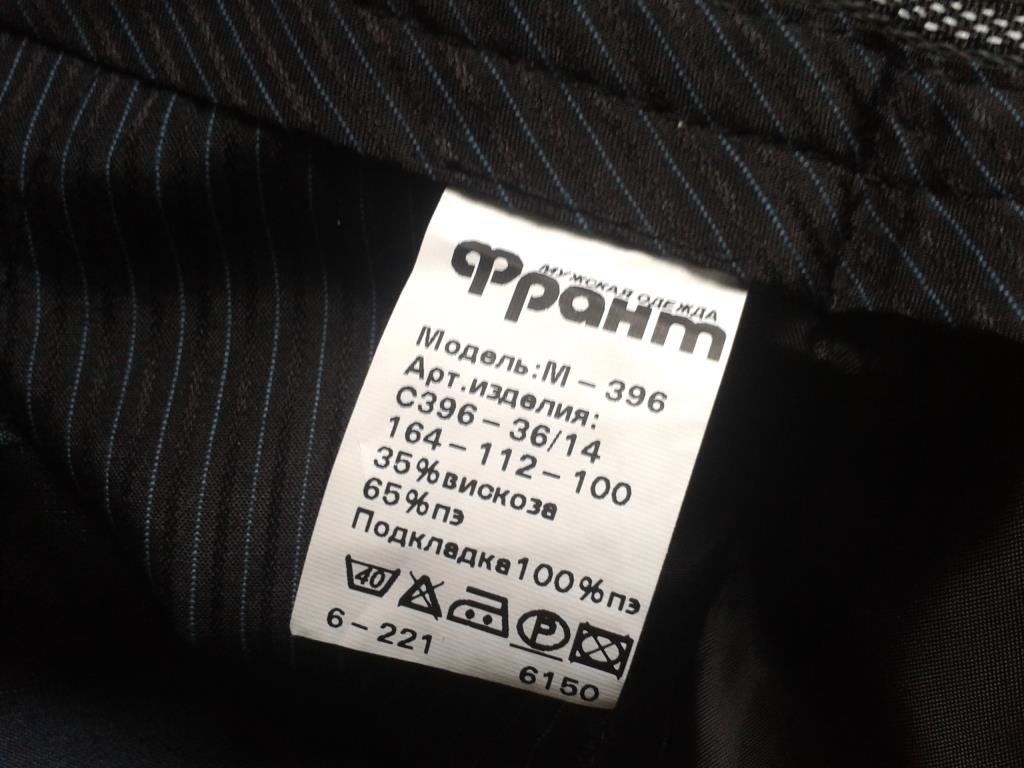 МУЖСКАЯ ОДЕЖДА
Франт
Модель:М – 396
Арт.изделия:
С396 – 36/14
164 – 112 – 100
35%вискоза
65%пэ
Подкладка100%пэ
40 P
6 – 221
6150